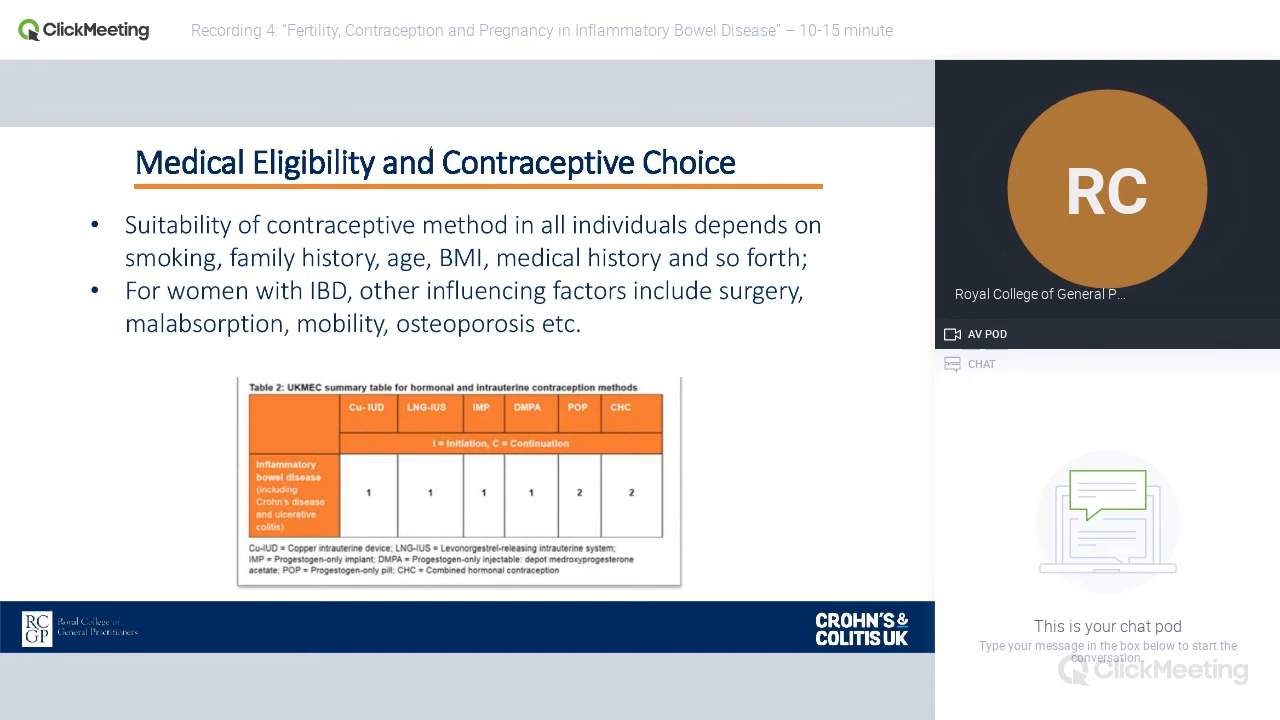 ClickMeeting
Recording 4: “Fertility, Contraception and Pregnancy in Inflammatory Bowel Disease” – 10-15 minute
Medical Eligibility and Contraceptive Choice
• Suitability of contraceptive method in all individuals depends on
smoking, family history, age, BMI, medical history and so forth;
• For women with IBD, other influencing factors include surgery,
malabsorption, mobility, osteoporosis etc.
Table 2: UKMEC summary table for hormonal and intrauterine contraception methods
Cu- IUD LNG-IUS IMP DMPA POP CHC
I = Initiation, C = Continuation
Inflammatory
bowel disease
(including
Crohn's disease
and ulcerative
colitis)
1 1 1 1 2 2
Cu-IUD = Copper intrauterine device; LNG-IUS = Levonorgestrel-releasing intrauterine system;
IMP = Progestogen-only implant; DMPA = Progestogen-only injectable: depot medroxyprogesterone
acetate; POP = Progestogen-only pill; CHC = Combined hormonal contraception
RC
GP
Royal College of
General Practitioners
CROHN'S &
COLITIS UK
RC
Royal College of General P...
AV POD
CHAT
This is your chat pod
Type your message in the box below to start the
conversation.
ClickMeeting